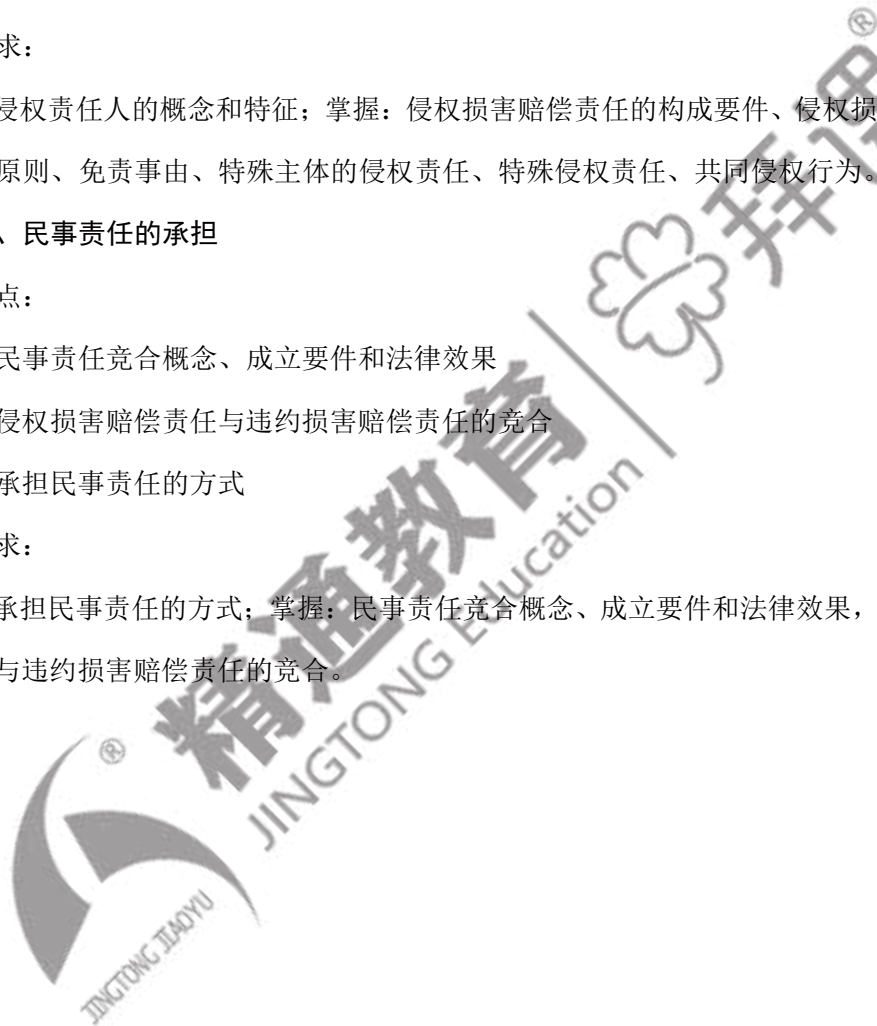 求：
侵权责任人的概念和特征；掌握：侵权损害赔偿责任的构成要件、侵权损
原则、免责事由、特殊主体的侵权责任、特殊侵权责任、共同侵权行为。
、民事责任的承担
点：
民事责任竞合概念、成立要件和法律效果
侵权损害赔偿责任与违约损害赔偿责任的竞合
承担民事责任的方式
求：
承担民事责任的方式；掌握：民事责任竞合概念、成立要件和法律效果，
与违约损害赔偿责任的竞合。
精通教育
JINGTONG EDUCATION
拜课®
®
JINGTONG JIAOYU